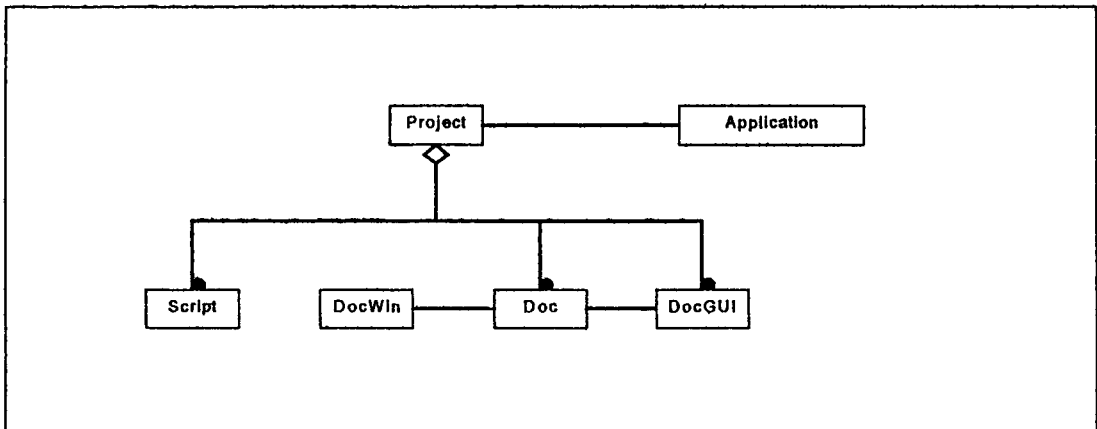 Project
Application
Script
DocWin
Doc
DocGUI